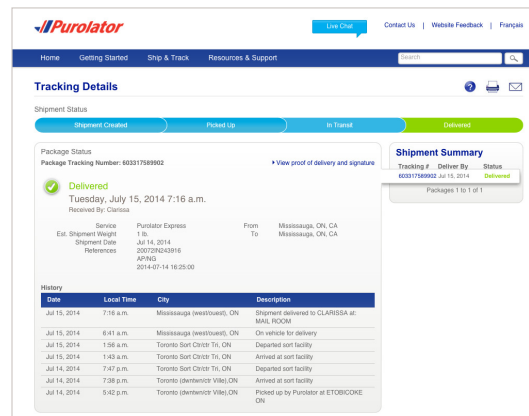 Purolator
Live Chat
Contact Us | Website Feedback | Français
Home Getting Started Ship & Track Resources & Support
Search
Tracking Details
?
Shipment Status
Shipment Created Picked Up In Transit Delivered
Package Status
Package Tracking Number: 603317589902
View proof of delivery and signature
Delivered
Tuesday, July 15, 2014 7:16 a.m.
Received By: Clarissa
Service Purolator Express From Mississauga, ON, CA
Est. Shipment Weight 1 lb. To Mississauga, ON, CA
Shipment Date Jul 14, 2014
References 20072IN243916
AP/NG
2014-07-14 16:25:00
History
Date Local Time City Description
Jul 15, 2014 7:16 a.m. Mississauga (west/ouest), ON Shipment delivered to CLARISSA at:
MAIL ROOM
Jul 15, 2014 6:41 a.m. Mississauga (west/ouest), ON On vehicle for delivery
Jul 15, 2014 1:56 a.m. Toronto Sort Ctr/ctr Tri, ON Departed sort facility
Jul 15, 2014 1:43 a.m. Toronto Sort Ctr/ctr Tri, ON Arrived at sort facility
Jul 14, 2014 7:47 p.m. Toronto (dwntwn/ctr Ville),ON Departed sort facility
Jul 14, 2014 7:38 p.m. Toronto (dwntwn/ctr Ville),ON Arrived at sort facility
Jul 14, 2014 5:42 p.m. Toronto (dwntwn/ctr Ville),ON Picked up by Purolator at ETOBICOKE
ON
Shipment Summary
Tracking # Deliver By Status
603317589902 Jul 15, 2014 Delivered
Packages 1 to 1 of 1